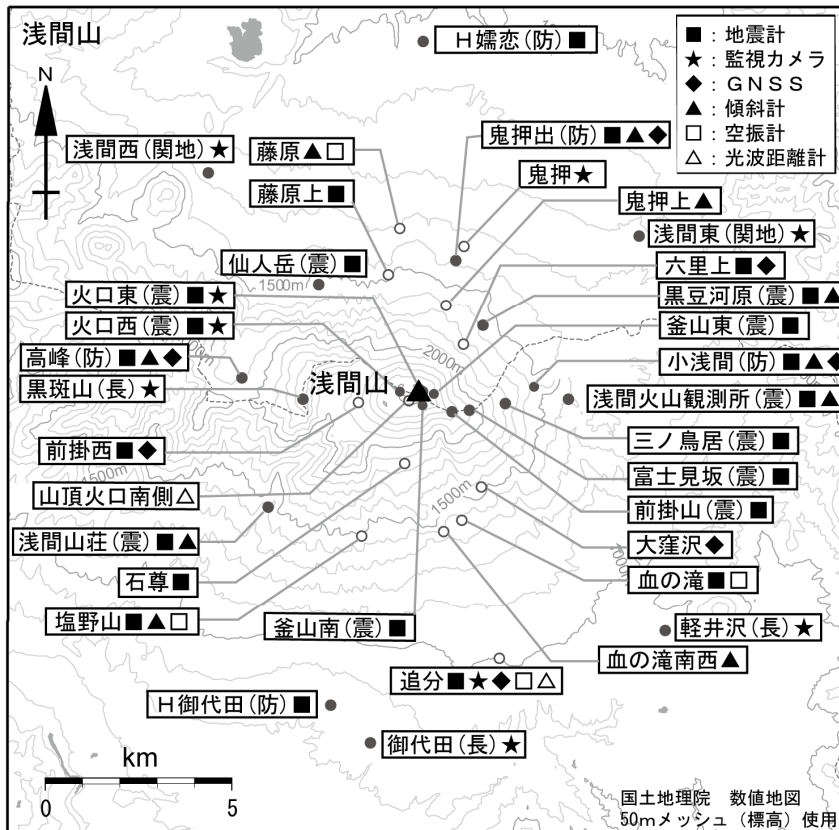 浅間山
H嬬恋(防)■
■：地震計
★：監視カメラ
◆：GNSS
▲：傾斜計
□：空振計
△：光波距離計
N
浅間西(関地)★
藤原▲□
鬼押出(防)■▲◆
鬼押★
藤原上■
鬼押上▲
浅間東(関地)★
仙人岳(震)■
1500m
六里上■◆
火口東(震)■★
黒豆河原(震)■▲
火口西(震)■★
釜山東(震)■
2000m
高峰(防)■▲◆
小浅間(防)■▲◆
黒斑山(長)★
浅間山
浅間火山観測所(震)■▲
三ノ鳥居(震)■
前掛西■◆
1500m
富士見坂(震)■
山頂火口南側△
1500m
前掛山(震)■
浅間山荘(震)■▲
大窪沢◆
石尊■
血の滝■□
塩野山■▲□
釜山南(震)■
軽井沢(長)★
血の滝南西▲
追分■★◆□△
H御代田(防)■
御代田(長)★
km
0 5
国土地理院 数値地図
50mメッシュ(標高)使用